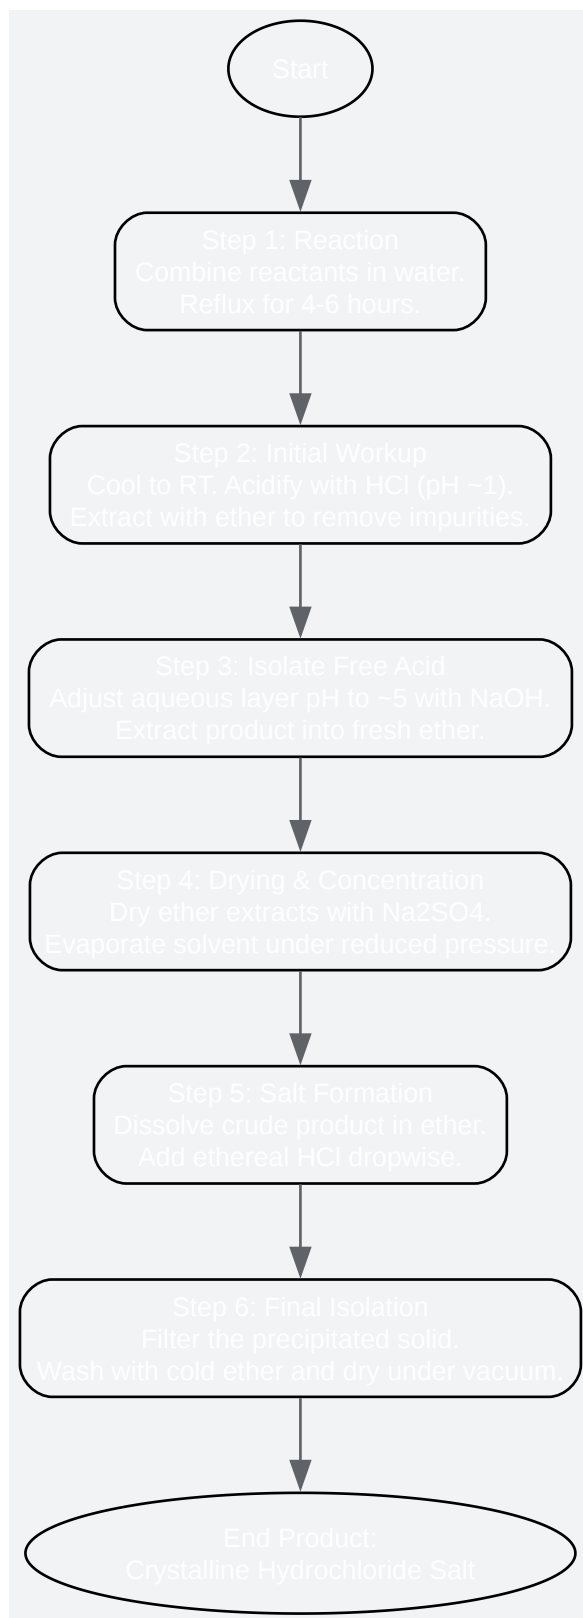 Start
Step 1: Reaction
Combine reactants in water.
Reflux for 4-6 hours.
Step 2: Initial Workup
Cool to RT. Acidify with HCl (pH ~1).
Extract with ether to remove impurities.
Step 3: Isolate Free Acid
Adjust aqueous layer pH to ~5 with NaOH.
Extract product into fresh ether.
Step 4: Drying & Concentration
Dry ether extracts with Na2SO4.
Evaporate solvent under reduced pressure.
Step 5: Salt Formation
Dissolve crude product in ether.
Add ethereal HCl dropwise.
Step 6: Final Isolation
Filter the precipitated solid.
Wash with cold ether and dry under vacuum.
End Product:
Crystalline Hydrochloride Salt